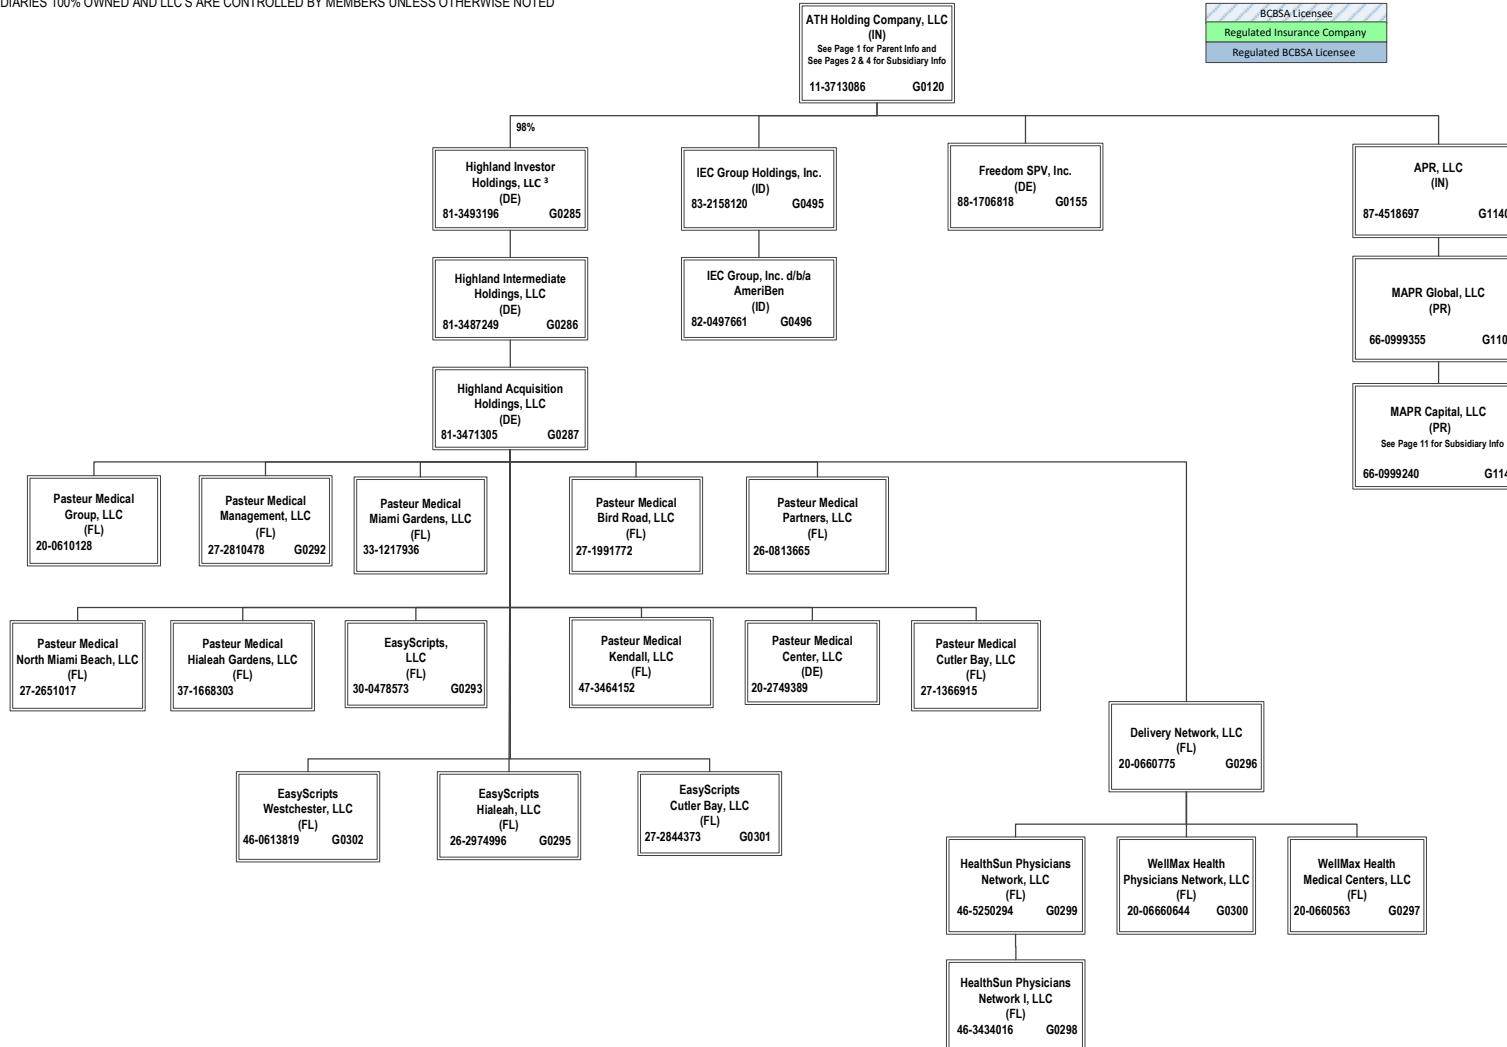 DIARIES 100% OWNED AND LLC'S ARE CONTROLLED BY MEMBERS UNLESS OTHERWISE NOTED
ATH Holding Company, LLC
(IN)
See Page 1 for Parent Info and
See Pages 2 & 4 for Subsidiary Info
11-3713086 G0120
BCBSA Licensee
Regulated Insurance Company
Regulated BCBSA Licensee
98%
Highland Investor
Holdings, LLC ³
(DE)
81-3493196 G0285
IEC Group Holdings, Inc.
(ID)
83-2158120 G0495
Freedom SPV, Inc.
(DE)
88-1706818 G0155
APR, LLC
(IN)
87-4518697 G1140
Highland Intermediate
Holdings, LLC
(DE)
81-3487249 G0286
IEC Group, Inc. d/b/a
AmeriBen
(ID)
82-0497661 G0496
MAPR Global, LLC
(PR)
66-0999355 G110
Highland Acquisition
Holdings, LLC
(DE)
81-3471305 G0287
MAPR Capital, LLC
(PR)
See Page 11 for Subsidiary Info
66-0999240 G114
Pasteur Medical
Group, LLC
(FL)
20-0610128
Pasteur Medical
Management, LLC
(FL)
27-2810478 G0292
Pasteur Medical
Miami Gardens, LLC
(FL)
33-1217936
Pasteur Medical
Bird Road, LLC
(FL)
27-1991772
Pasteur Medical
Partners, LLC
(FL)
26-0813665
Pasteur Medical
North Miami Beach, LLC
(FL)
27-2651017
Pasteur Medical
Hialeah Gardens, LLC
(FL)
37-1668303
EasyScripts,
LLC
(FL)
30-0478573 G0293
Pasteur Medical
Kendall, LLC
(FL)
47-3464152
Pasteur Medical
Center, LLC
(DE)
20-2749389
Pasteur Medical
Cutler Bay, LLC
(FL)
27-1366915
Delivery Network, LLC
(FL)
20-0660775 G0296
EasyScripts
Westchester, LLC
(FL)
46-0613819 G0302
EasyScripts
Hialeah, LLC
(FL)
26-2974996 G0295
EasyScripts
Cutler Bay, LLC
(FL)
27-2844373 G0301
HealthSun Physicians
Network, LLC
(FL)
46-5250294 G0299
WellMax Health
Physicians Network, LLC
(FL)
20-06660644 G0300
WellMax Health
Medical Centers, LLC
(FL)
20-0660563 G0297
HealthSun Physicians
Network I, LLC
(FL)
46-3434016 G0298